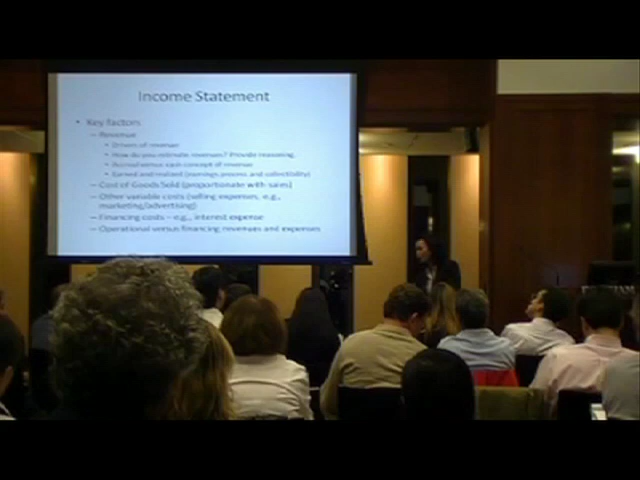 Income Statement
• Key factors
– Revenue
• Drivers of revenue
• How do you estimate revenues? Provide reasoning.
• Accrual versus cash concept of revenue
• Earned and realized (earnings process and collectibility)
– Cost of Goods Sold (proportionate with sales)
– Other variable costs (selling expenses, e.g.,
marketing/advertising)
– Financing costs – e.g., interest expense
– Operational versus financing revenues and expenses